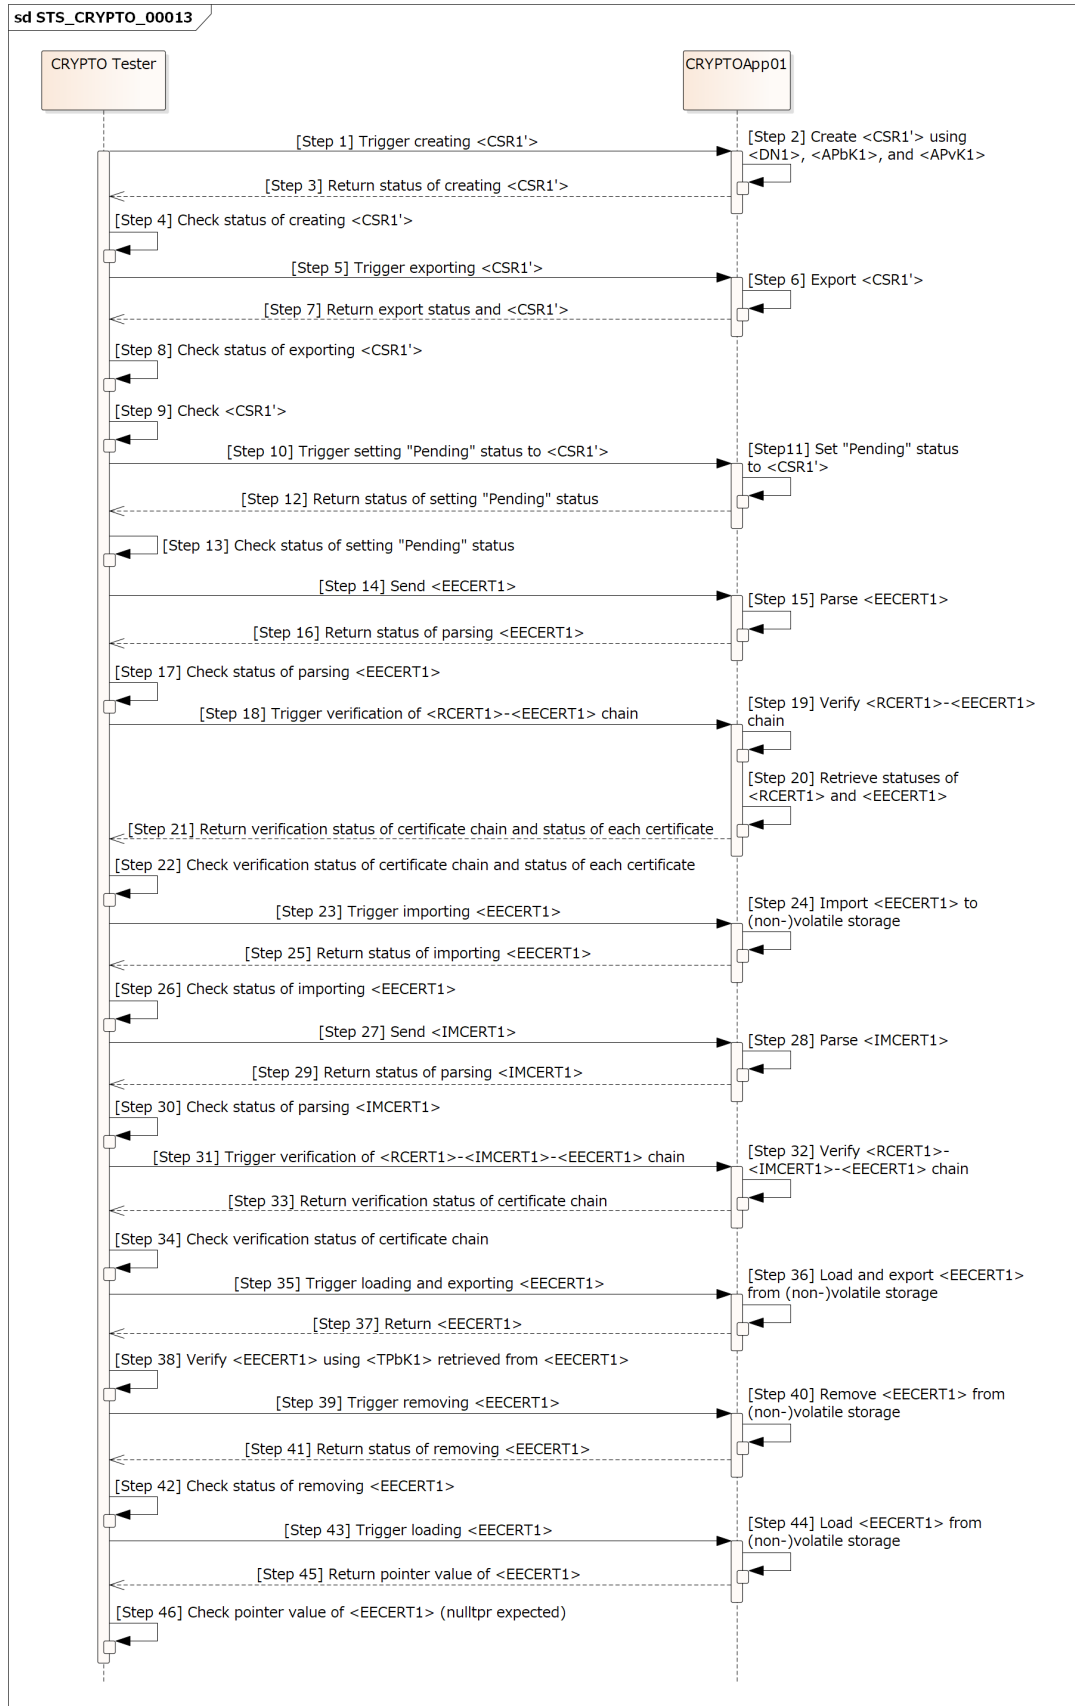 sd STS_CRYPTO_00013
CRYPTO Tester
CRYPTOApp01
[Step 1] Trigger creating <CSR1'>
[Step 2] Create <CSR1'> using
<DN1>, <APbK1>, and <APvK1>
[Step 3] Return status of creating <CSR1'>
[Step 4] Check status of creating <CSR1'>
[Step 5] Trigger exporting <CSR1'>
[Step 6] Export <CSR1'>
[Step 7] Return export status and <CSR1'>
[Step 8] Check status of exporting <CSR1'>
[Step 9] Check <CSR1'>
[Step 10] Trigger setting "Pending" status to <CSR1'>
[Step11] Set "Pending" status
to <CSR1'>
[Step 12] Return status of setting "Pending" status
[Step 13] Check status of setting "Pending" status
[Step 14] Send <EECERT1>
[Step 15] Parse <EECERT1>
[Step 16] Return status of parsing <EECERT1>
[Step 17] Check status of parsing <EECERT1>
[Step 18] Trigger verification of <RCERT1>-<EECERT1> chain
[Step 19] Verify <RCERT1>-<EECERT1>
chain
[Step 20] Retrieve statuses of
<RCERT1> and <EECERT1>
[Step 21] Return verification status of certificate chain and status of each certificate
[Step 22] Check verification status of certificate chain and status of each certificate
[Step 23] Trigger importing <EECERT1>
[Step 24] Import <EECERT1> to
(non-)volatile storage
[Step 25] Return status of importing <EECERT1>
[Step 26] Check status of importing <EECERT1>
[Step 27] Send <IMCERT1>
[Step 28] Parse <IMCERT1>
[Step 29] Return status of parsing <IMCERT1>
[Step 30] Check status of parsing <IMCERT1>
[Step 31] Trigger verification of <RCERT1>-<IMCERT1>-<EECERT1> chain
[Step 32] Verify <RCERT1>-
<IMCERT1>-<EECERT1> chain
[Step 33] Return verification status of certificate chain
[Step 34] Check verification status of certificate chain
[Step 35] Trigger loading and exporting <EECERT1>
[Step 36] Load and export <EECERT1>
from (non-)volatile storage
[Step 37] Return <EECERT1>
[Step 38] Verify <EECERT1> using <TPbK1> retrieved from <EECERT1>
[Step 39] Trigger removing <EECERT1>
[Step 40] Remove <EECERT1> from
(non-)volatile storage
[Step 41] Return status of removing <EECERT1>
[Step 42] Check status of removing <EECERT1>
[Step 43] Trigger loading <EECERT1>
[Step 44] Load <EECERT1> from
(non-)volatile storage
[Step 45] Return pointer value of <EECERT1>
[Step 46] Check pointer value of <EECERT1> (nulltpr expected)